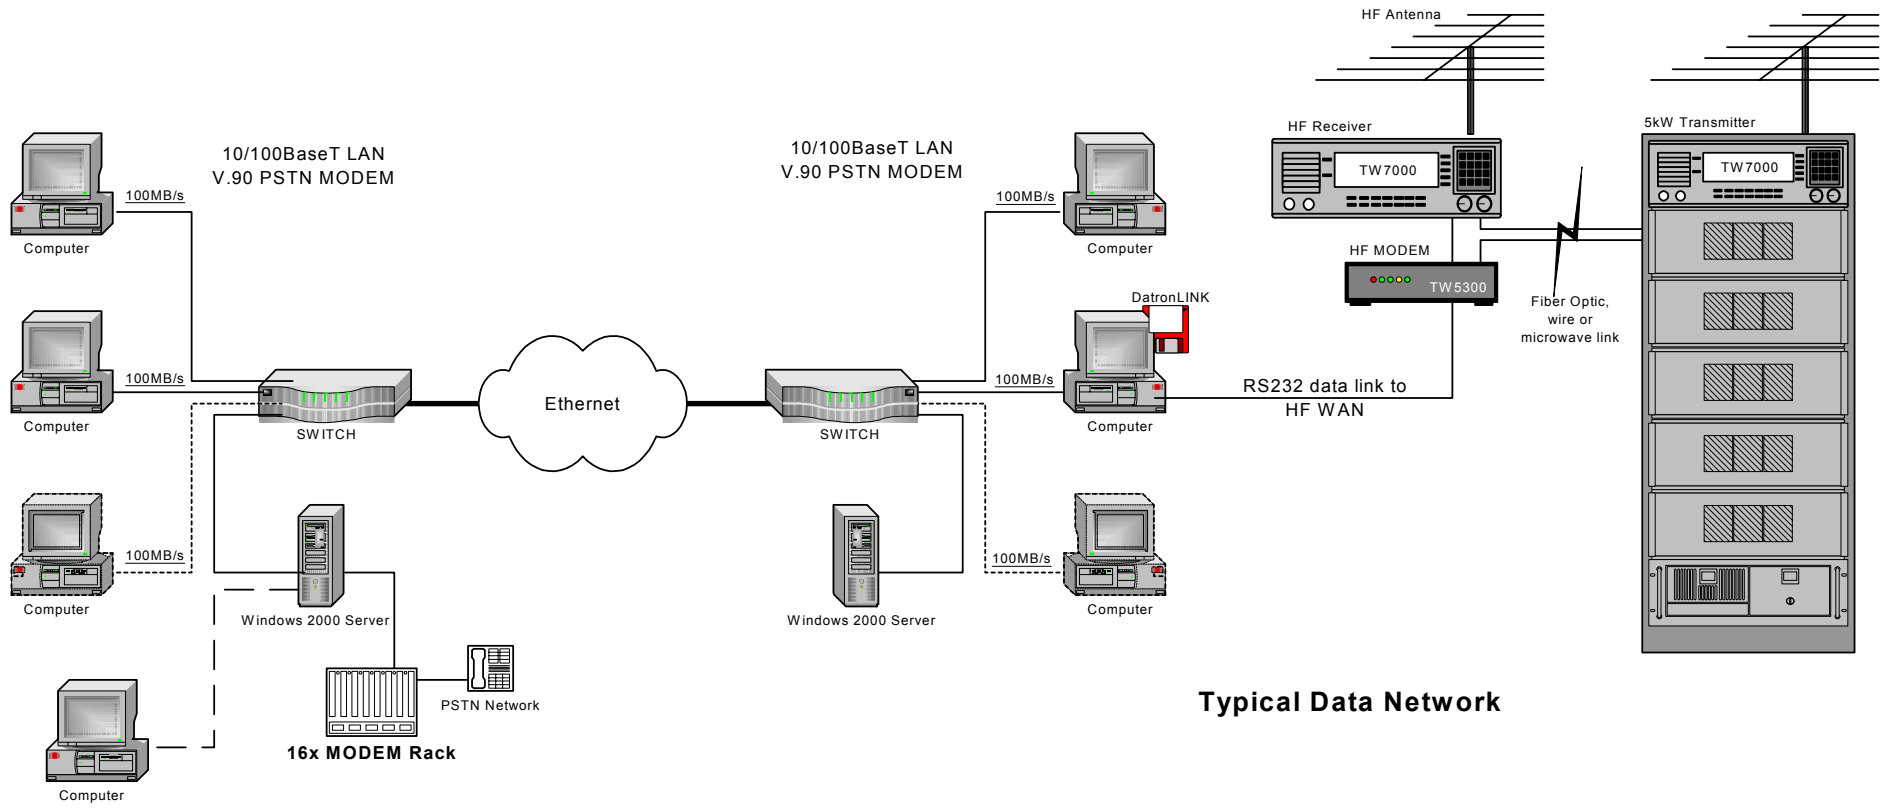 HF Antenna
HF Receiver
5kW Transmitter
10/100BaseT LAN
V.90 PSTN MODEM
10/100BaseT LAN
V.90 PSTN MODEM
TW7000
TW7000
100MB/s
100MB/s
Computer
Computer
HF MODEM
TW5300
DatronLINK
Fiber Optic,
wire or
microwave link
100MB/s
100MB/s
RS232 data link to
HF WAN
Ethernet
Computer
SWITCH
SWITCH
Computer
100MB/s
100MB/s
Computer
Windows 2000 Server
Windows 2000 Server
Computer
PSTN Network
Typical Data Network
16x MODEM Rack
Computer